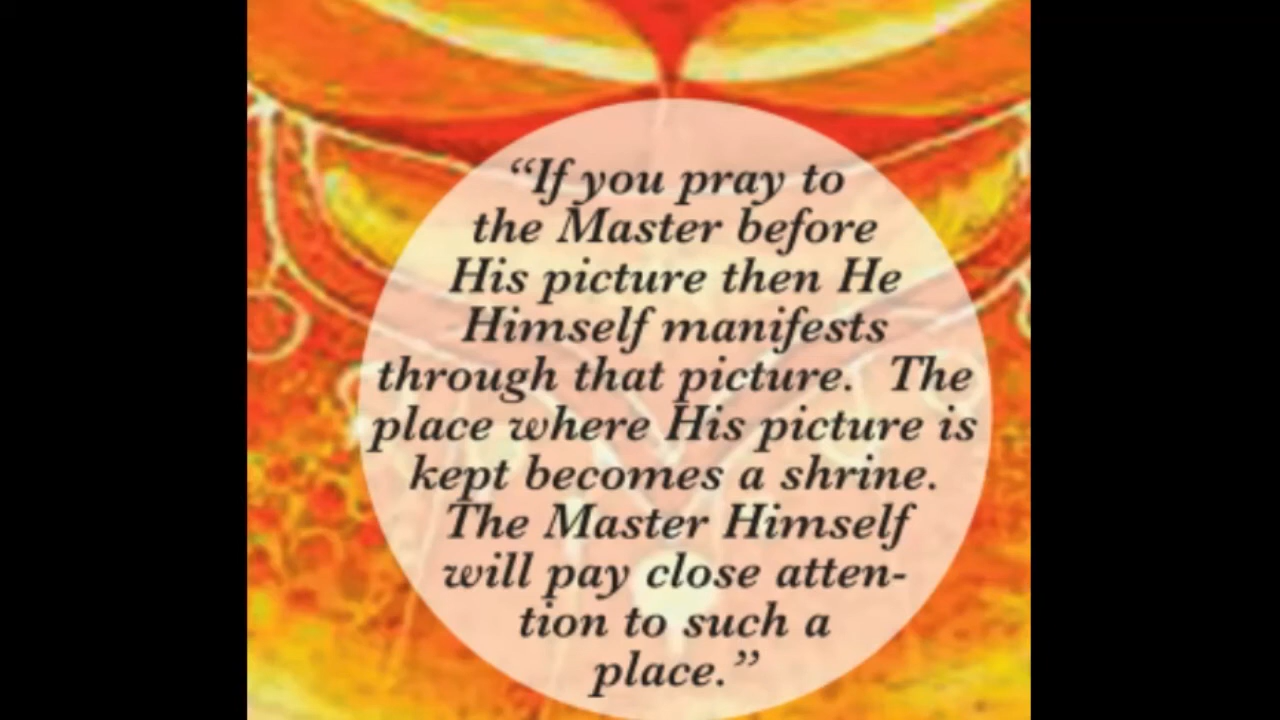 “If you pray to
the Master before
His picture then He
Himself manifests
through that picture.  The
place where His picture is
kept becomes a shrine.
The Master Himself
will pay close atten-
tion to such a
place.”